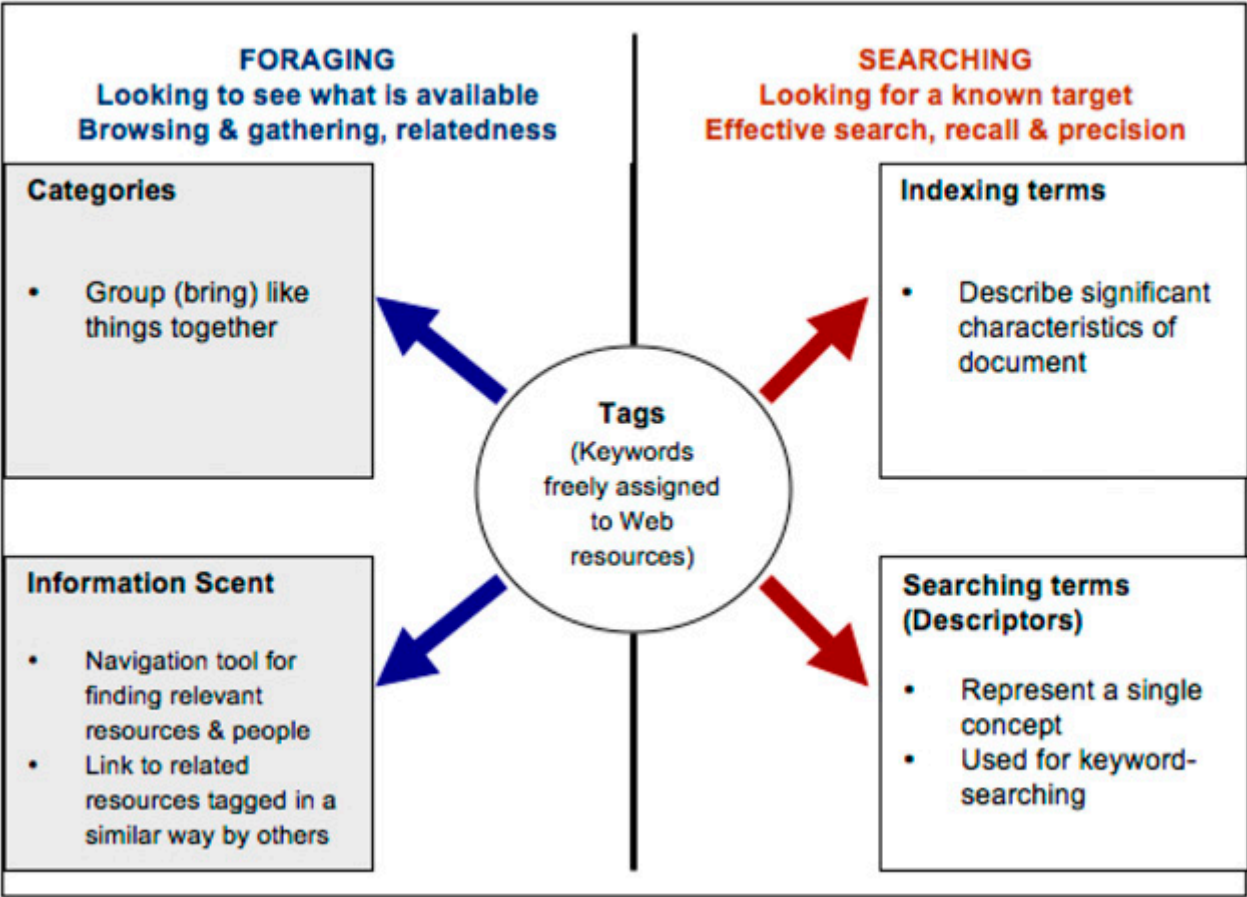 FORAGING
Looking to see what is available
Browsing & gathering, relatedness
SEARCHING
Looking for a known target
Effective search, recall & precision
Categories
• Group (bring) like
things together
Indexing terms
• Describe significant
characteristics of
document
Tags
(Keywords
freely assigned
to Web
resources)
Information Scent
• Navigation tool for
finding relevant
resources & people
• Link to related
resources tagged in a
similar way by others
Searching terms
(Descriptors)
• Represent a single
concept
• Used for keyword-
searching